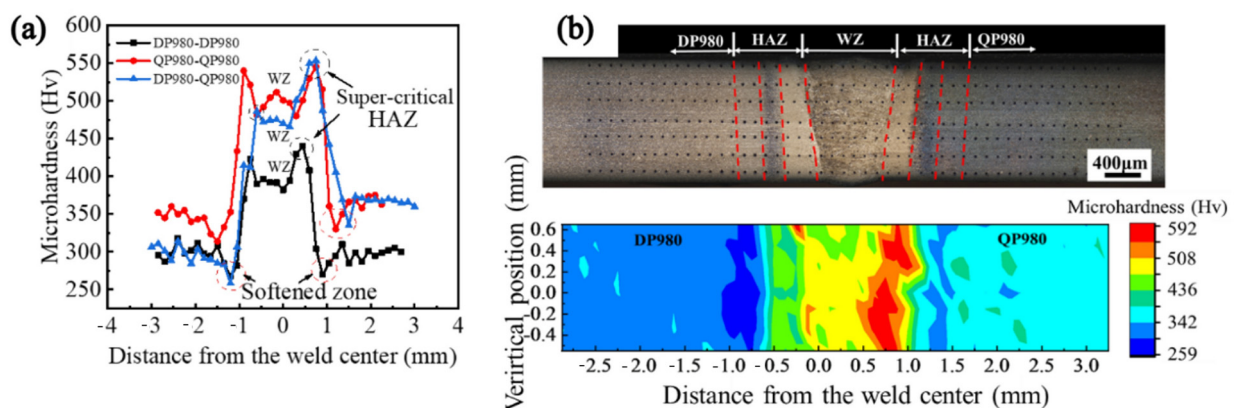 (a)
600
550
500
450
400
350
300
250
Microhardness (Hv)
DP980-DP980
QP980-QP980
DP980-QP980
WZ
WZ
WZ
Super-critical
HAZ
Softened zone
-4 -3 -2 -1 0 1 2 3 4
Distance from the weld center (mm)
(b)
DP980 HAZ WZ HAZ QP980
400μm
Microhardness (Hv)
592
508
436
342
259
DP980 QP980
0.6
0.4
0.2
0.0
-0.2
-0.4
Verirtical position (mm)
-2.5 -2.0 -1.5 -1.0 -0.5 0.0 0.5 1.0 1.5 2.0 2.5 3.0
Distance from the weld center (mm)